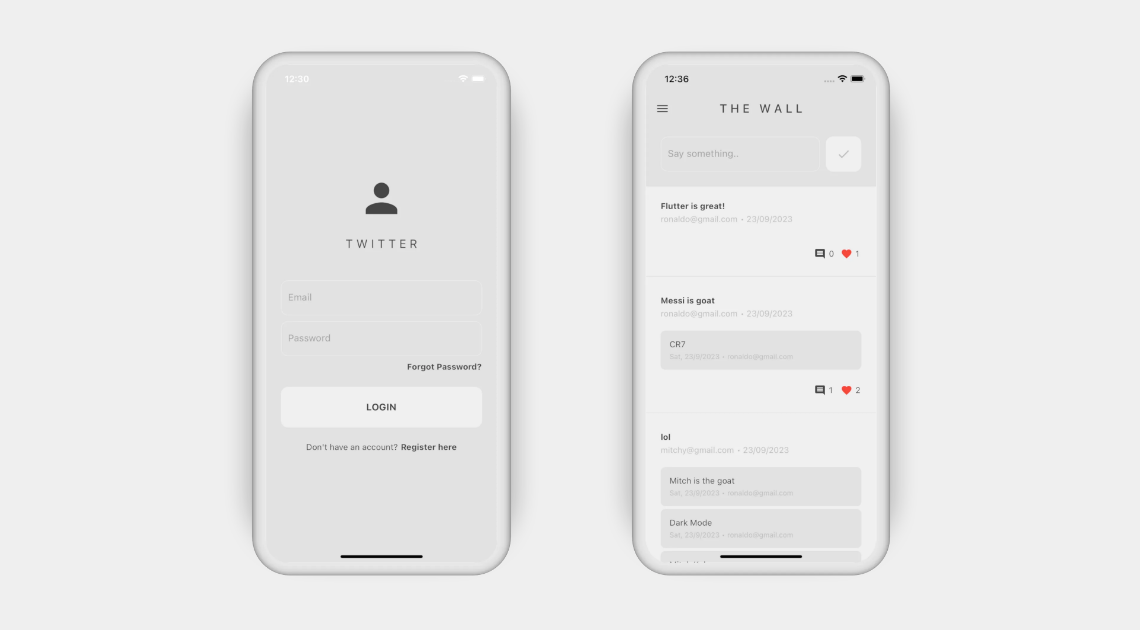 12:30
TWITTER
Email
Password
Forgot Password?
LOGIN
Don't have an account? Register here
12:36
THE WALL
Say something..
Flutter is great!
ronaldo@gmail.com • 23/09/2023
0 1
Messi is goat
ronaldo@gmail.com • 23/09/2023
CR7
Sat, 23/9/2023 • ronaldo@gmail.com
1 2
lol
mitchy@gmail.com • 23/09/2023
Mitch is the goat
Sat, 23/9/2023 • ronaldo@gmail.com
Dark Mode
Sat, 23/9/2023 • ronaldo@gmail.com